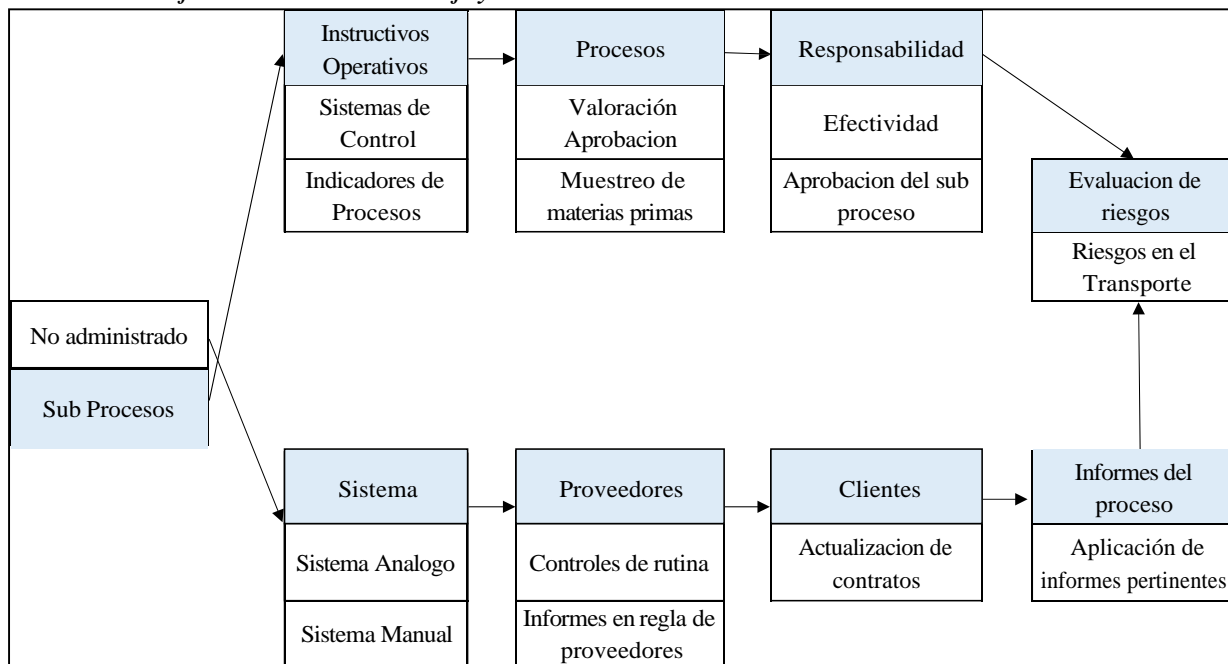 Instructivos
Operativos
Procesos
Responsabilidad
Sistemas de
Control
Valoración
Aprobacion
Efectividad
Indicadores de
Procesos
Muestreo de
materias primas
Aprobacion del sub
proceso
Evaluacion de
riesgos
Riesgos en el
Transporte
No administrado
Sub Procesos
Sistema
Proveedores
Clientes
Informes del
proceso
Sistema Analogo
Controles de rutina
Actualizacion de
contratos
Aplicación de
informes pertinentes
Sistema Manual
Informes en regla de
proveedores